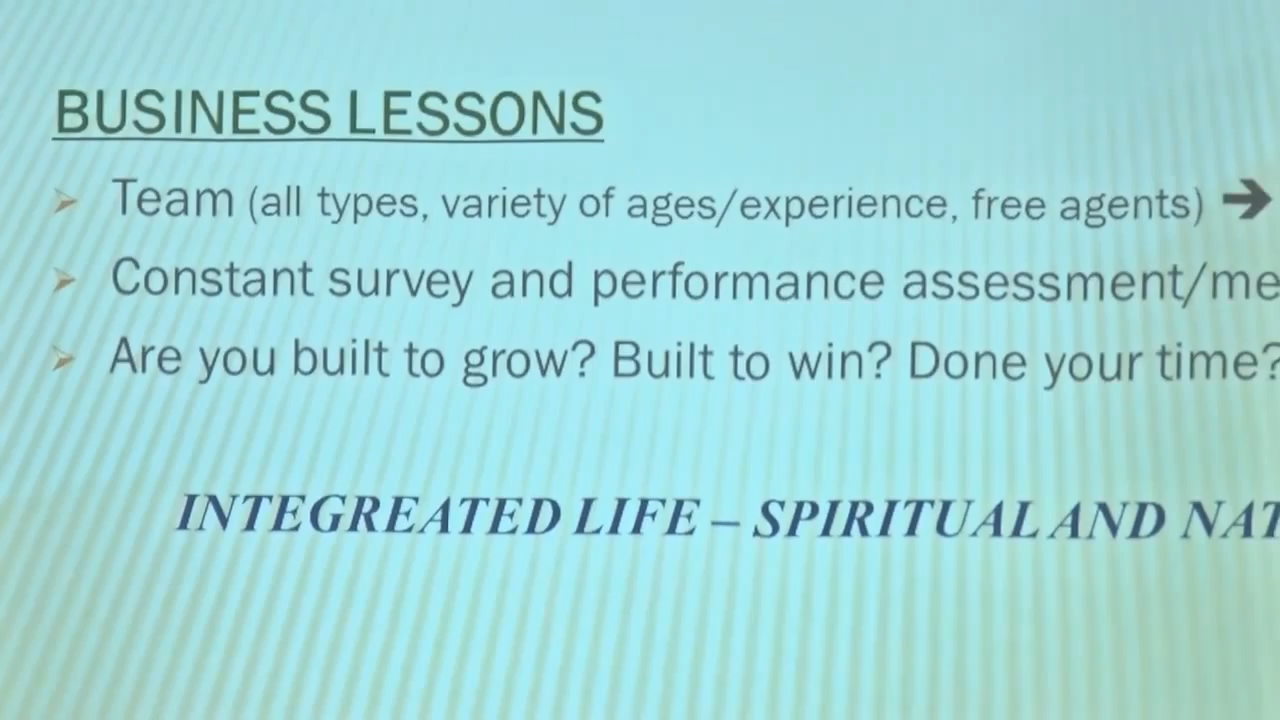 BUSINESS LESSONS
➢ Team (all types, variety of ages/experience, free agents) ➔
➢ Constant survey and performance assessment/me
➢ Are you built to grow? Built to win? Done your time?
INTEGREATED LIFE – SPIRITUAL AND NAT